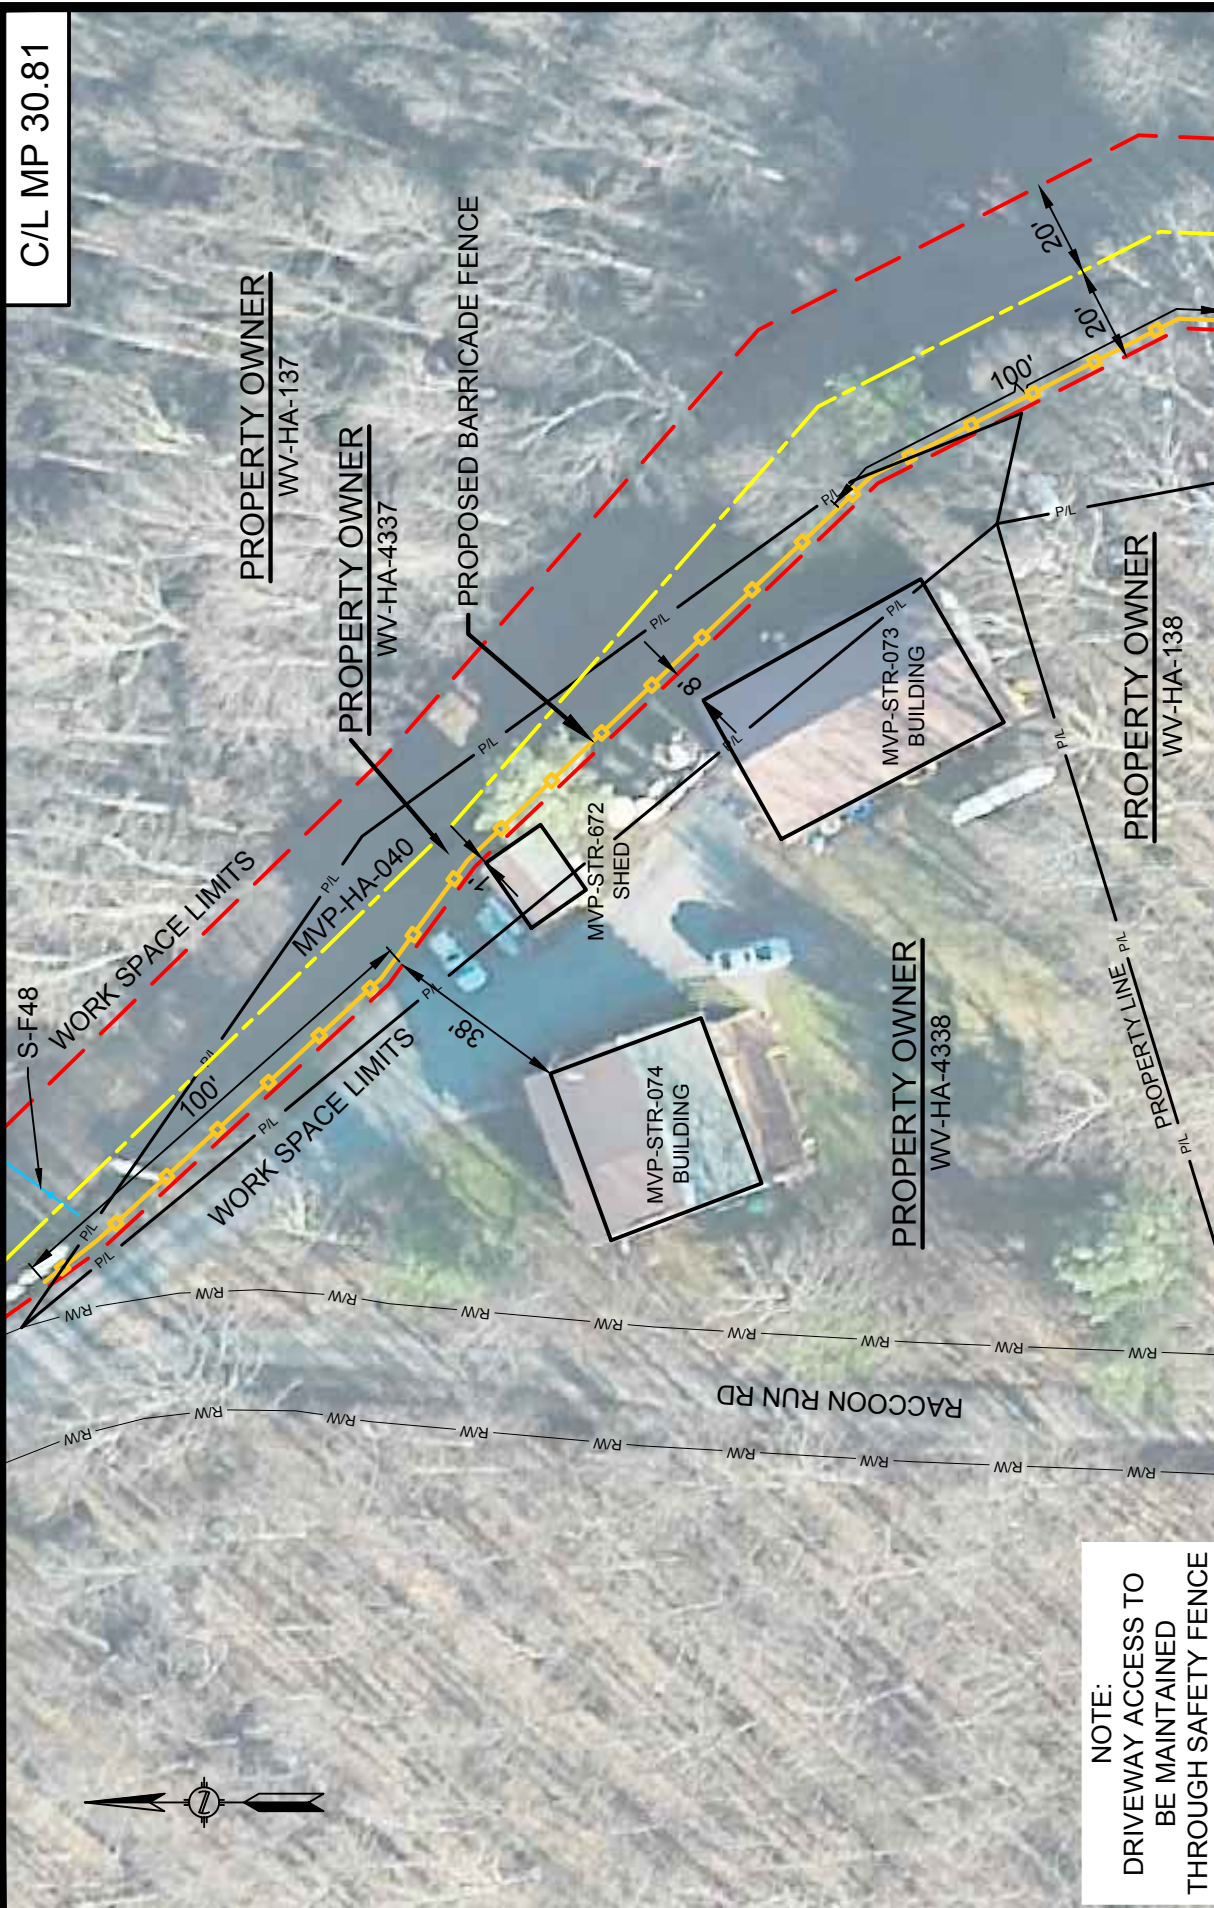 C/L MP 30.81
S-F48
WORK SPACE LIMITS
PROPERTY OWNER
WV-HA-137
PROPERTY OWNER
WV-HA-4337
PROPOSED BARRICADE FENCE
MVP-HA-040
WORK SPACE LIMITS
100'
38'
1'
8'
100'
20'
20'
MVP-STR-672
SHED
MVP-STR-073
BUILDING
MVP-STR-074
BUILDING
PROPERTY OWNER
WV-HA-138
PROPERTY OWNER
WV-HA-4338
P/L
P/L
P/L
P/L
P/L
P/L
P/L
P/L
P/L
P/L
P/L
P/L
P/L
P/L
P/L PROPERTY LINE P/L
R/W
R/W
R/W
R/W
R/W
R/W
R/W
R/W
R/W
RACCOON RUN RD
R/W
R/W
R/W
R/W
R/W
R/W
R/W
R/W
R/W
N
NOTE:
DRIVEWAY ACCESS TO
BE MAINTAINED
THROUGH SAFETY FENCE